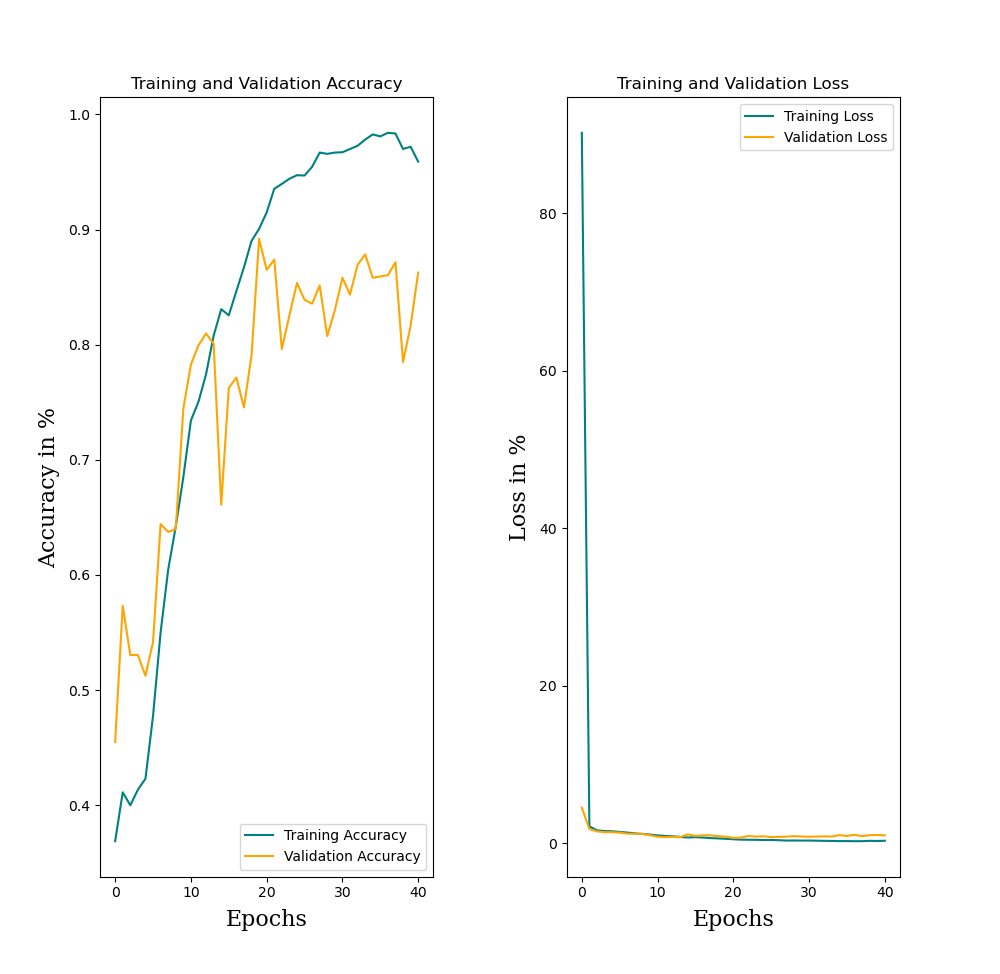 Training and Validation Accuracy
1.0
0.9
0.8
0.7
0.6
0.5
0.4
Accuracy in %
Training Accuracy
Validation Accuracy
0 10 20 30 40
Epochs
Training and Validation Loss
Training Loss
Validation Loss
80
60
40
20
0
Loss in %
0 10 20 30 40
Epochs